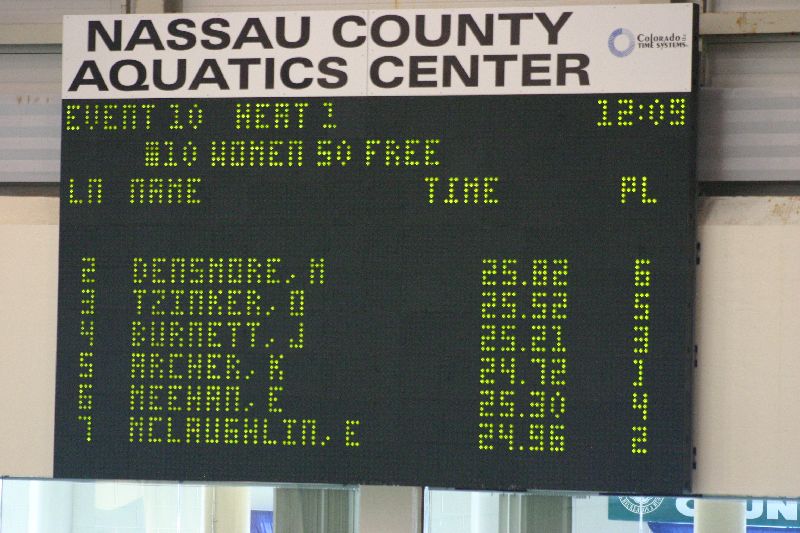 NASSAU COUNTY
AQUATICS CENTER
Colorado
TIME SYSTEMS
EVENT 10 HEAT 1 12:09
#10 WOMEN 50 FREE
LN NAME TIME PL
2 DENSMORE, M 25.82 6
3 TZINKER, O 25.52 5
4 BURNETT, J 25.21 3
5 ARCHER, K 24.72 1
6 MEEHAN, E 25.30 4
7 MCLAUGHLIN, E 24.96 2